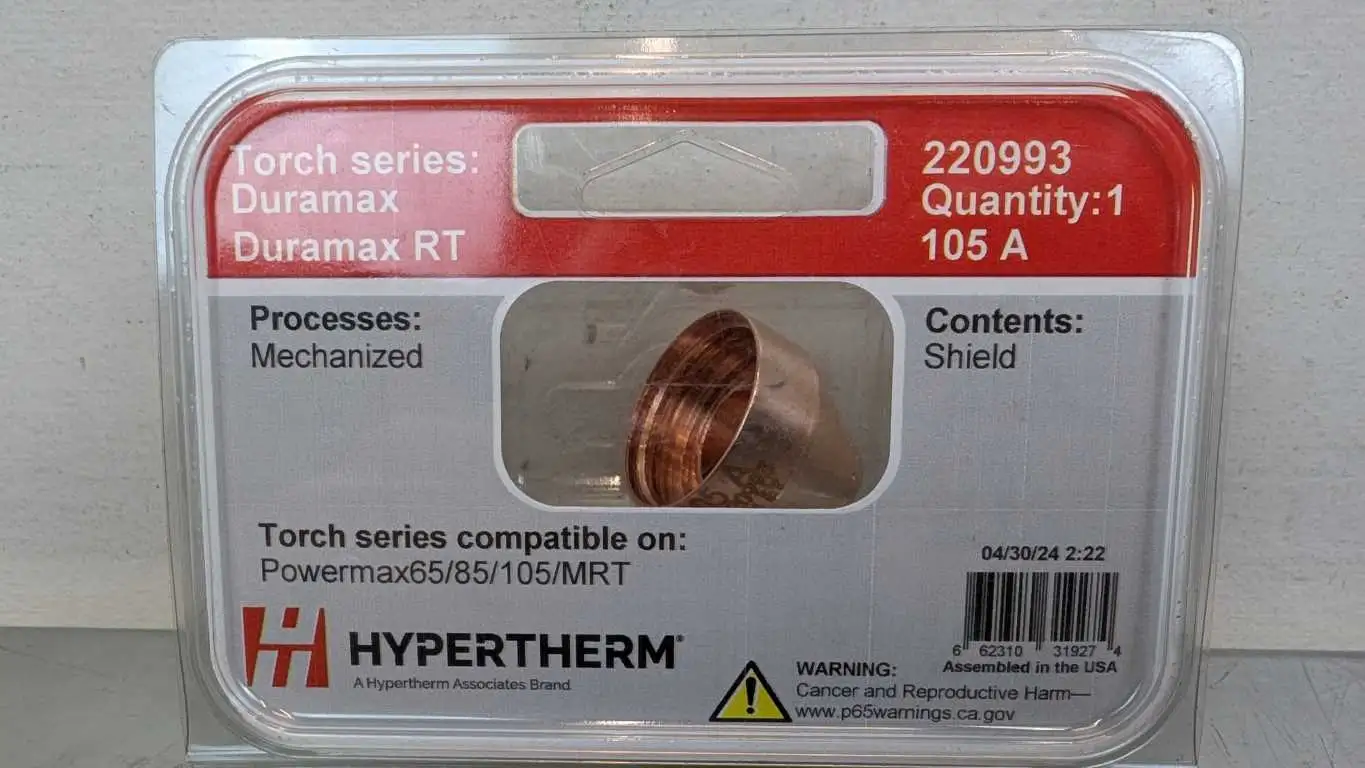 Torch series:
Duramax
Duramax RT
220993
Quantity:1
105 A
Processes:
Mechanized
Contents:
Shield
Torch series compatible on:
Powermax65/85/105/MRT
HYPERTHERM®
A Hypertherm Associates Brand
04/30/24 2:22
6 62310 31927 4
Assembled in the USA
WARNING:
Cancer and Reproductive Harm—
www.p65warnings.ca.gov